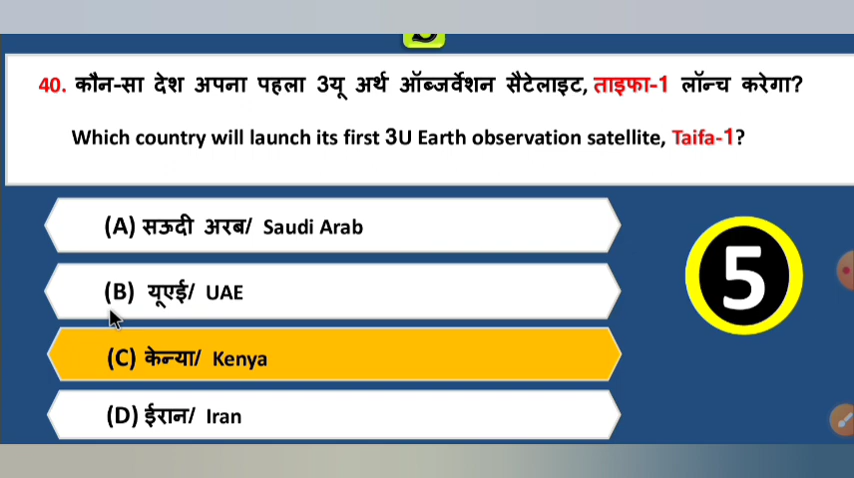 40. कौन-सा देश अपना पहला 3यू अर्थ ऑब्जर्वेशन सैटेलाइट, ताइफा-1 लॉन्च करेगा?
Which country will launch its first 3U Earth observation satellite, Taifa-1?
(A) सऊदी अरब/ Saudi Arab
(B) यूएई/ UAE
(C) केन्या/ Kenya
(D) ईरान/ Iran
5